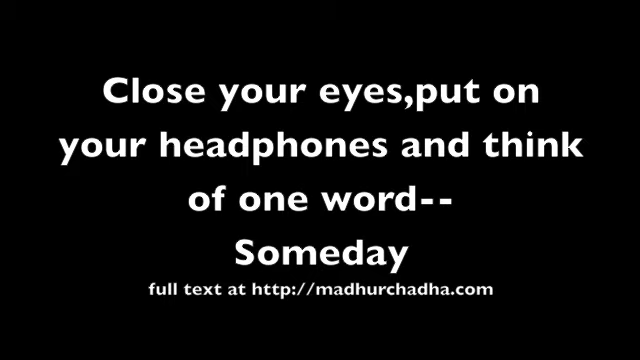 Close your eyes,put on
your headphones and think
of one word--
Someday
full text at http://madhurchadha.com